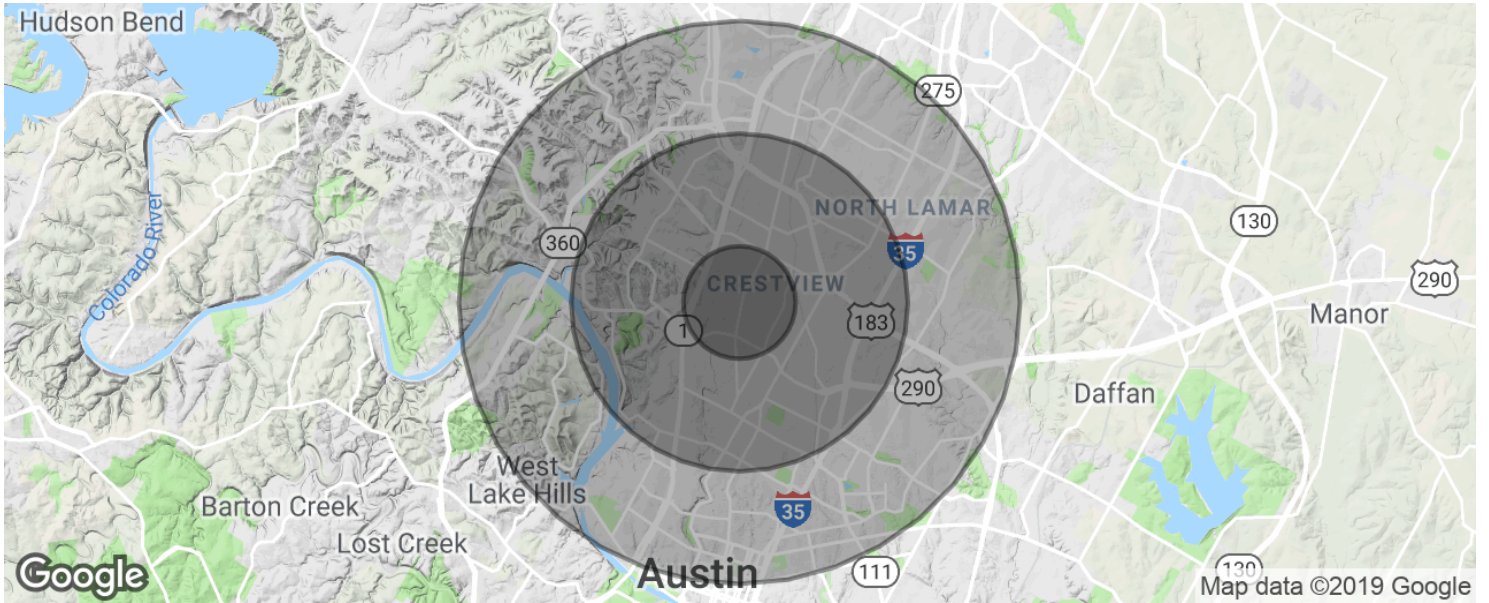 Hudson Bend
275
NORTH LAMAR
130
Colorado River
360
35
CRESTVIEW
290
1
183
Manor
290
Daffan
West
Lake Hills
Barton Creek
35
Lost Creek
Google
Austin
111
130
Map data ©2019 Google